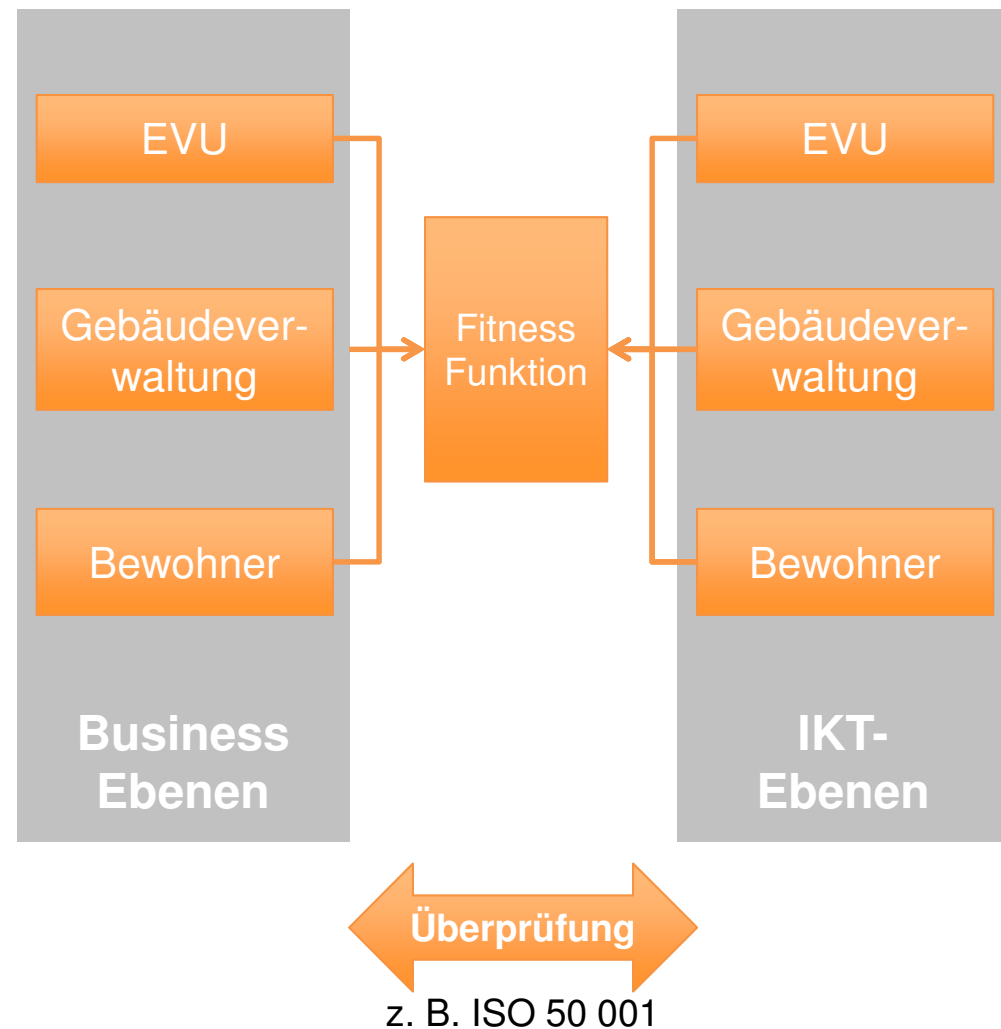 EVU
Gebäudever-
waltung
Bewohner
Business
Ebenen
Fitness
Funktion
EVU
Gebäudever-
waltung
Bewohner
IKT-
Ebenen
Überprüfung
z. B. ISO 50 001